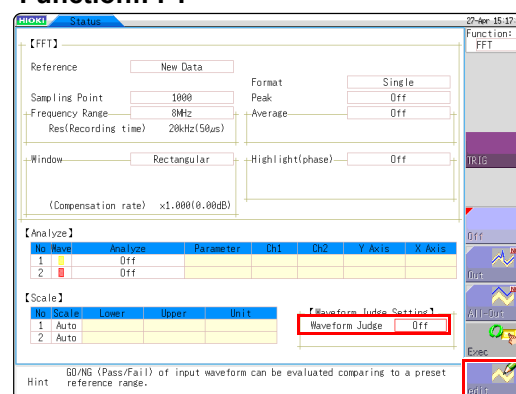 HIOKI Status 27-Apr 15:17:
Function:
FFT
【FFT】
Reference New Data
Format Single
Sampling Point 1000 Peak Off
Frequency Range 8MHz Average Off
Res(Recording time) 20kHz(50μs)
Window Rectangular Highlight(phase) Off
TRIG
(Compensation rate) ×1.000(0.00dB)
【Analyze】
Off
No Wave Analyze Parameter Ch1 Ch2 Y Axis X Axis
1 Off
2 Off
Out
【Scale】 【Waveform Judge Setting】
No Scale Lower Upper Unit
All-Out
1 Auto Waveform Judge Off
2 Auto
Exec
GO/NG (Pass/Fail) of input waveform can be evaluated comparing to a preset
Hint reference range.
edit